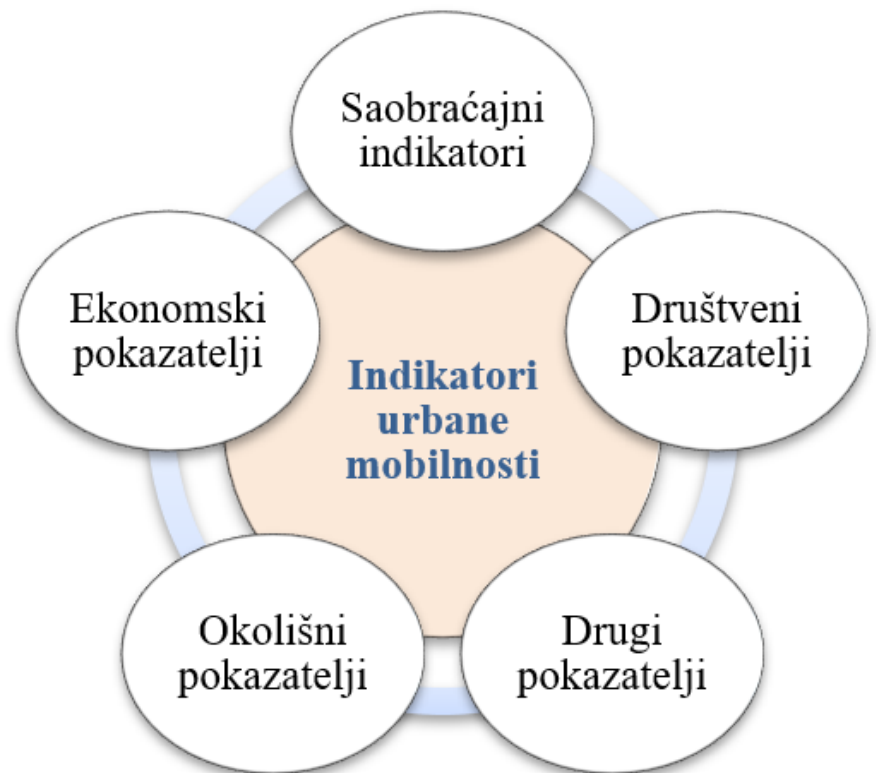 Saobraćajni
indikatori
Ekonomski
pokazatelji
Društveni
pokazatelji
Indikatori
urbane
mobilnosti
Okolišni
pokazatelji
Drugi
pokazatelji